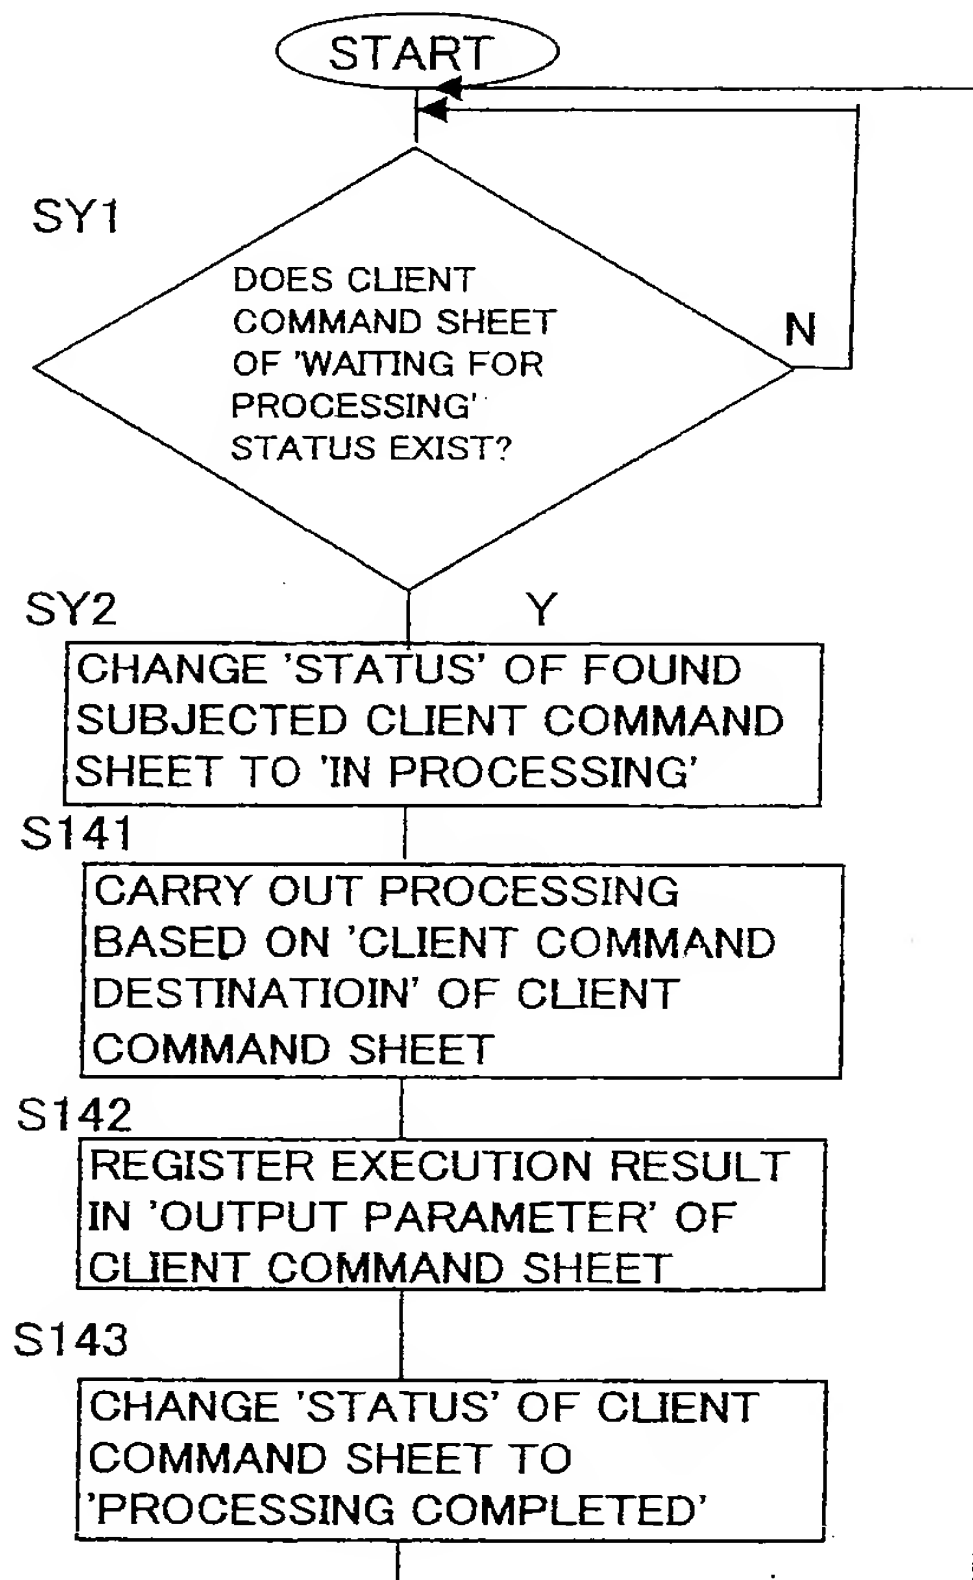 START
SY1
DOES CLIENT
COMMAND SHEET
OF 'WAITING FOR
PROCESSING'
STATUS EXIST?
N
SY2
Y
CHANGE 'STATUS' OF FOUND
SUBJECTED CLIENT COMMAND
SHEET TO 'IN PROCESSING'
S141
CARRY OUT PROCESSING
BASED ON 'CLIENT COMMAND
DESTINATIOIN' OF CLIENT
COMMAND SHEET
S142
REGISTER EXECUTION RESULT
IN 'OUTPUT PARAMETER' OF
CLIENT COMMAND SHEET
S143
CHANGE 'STATUS' OF CLIENT
COMMAND SHEET TO
'PROCESSING COMPLETED'